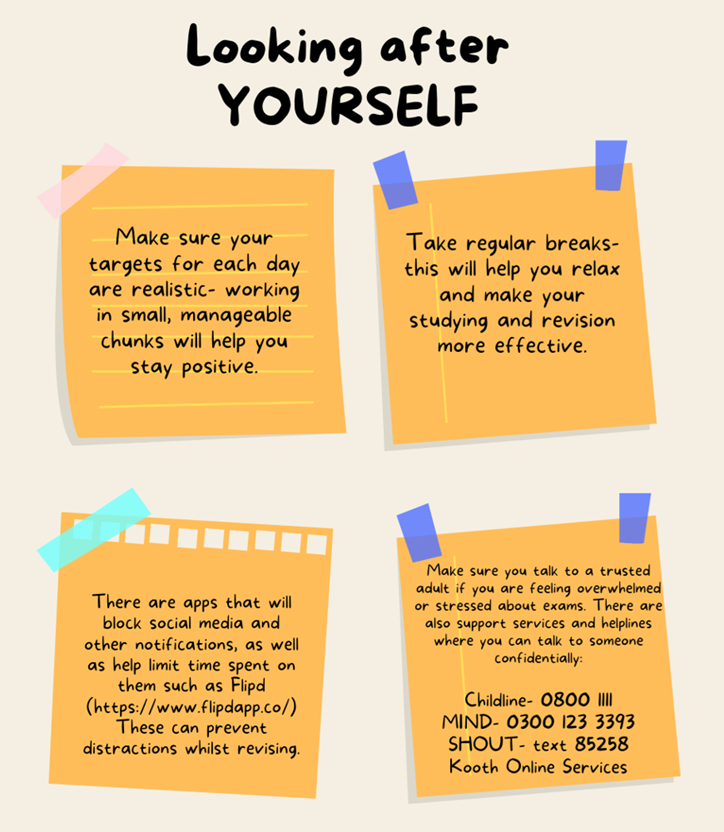 Looking after
YOURSELF
Make sure your
targets for each day
are realistic- working
in small, manageable
chunks will help you
stay positive.
Take regular breaks-
this will help you relax
and make your
studying and revision
more effective.
There are apps that will
block social media and
other notifications, as well
as help limit time spent on
them such as Flipd
(https://www.flipdapp.co/)
These can prevent
distractions whilst revising.
Make sure you talk to a trusted
adult if you are feeling overwhelmed
or stressed about exams. There are
also support services and helplines
where you can talk to someone
confidentially:
Childline- 0800 1111
MIND- 0300 123 3393
SHOUT- text 85258
Kooth Online Services